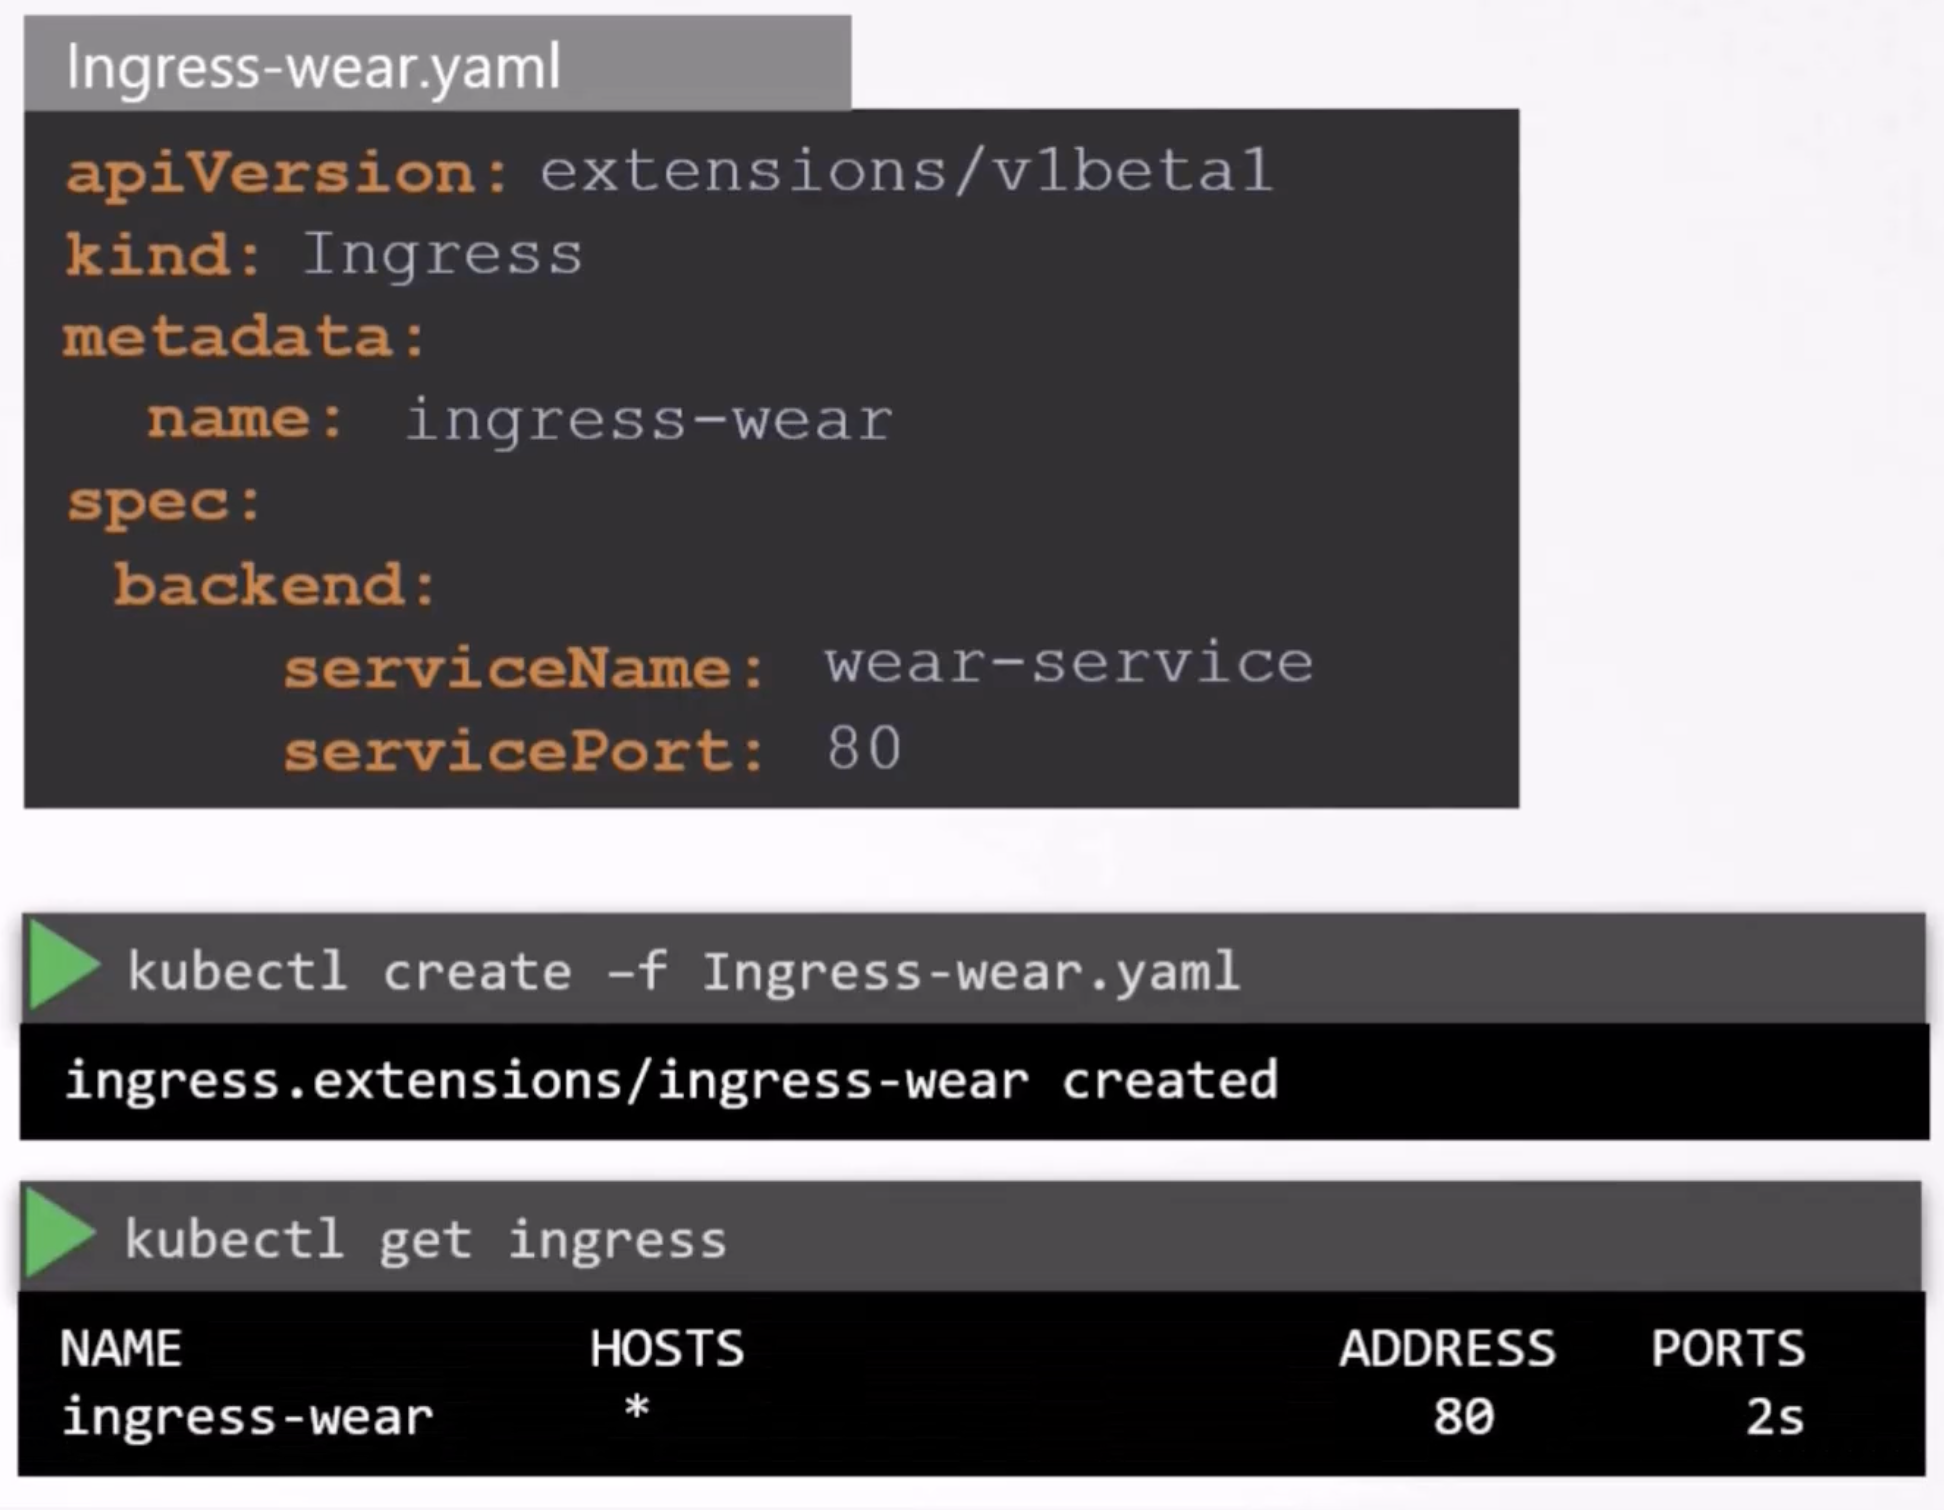 Ingress-wear.yaml
apiVersion: extensions/v1beta1
kind: Ingress
metadata:
name: ingress-wear
spec:
backend:
serviceName: wear-service
servicePort: 80
kubectl create –f Ingress-wear.yaml
ingress.extensions/ingress-wear created
kubectl get ingress
NAME HOSTS ADDRESS PORTS
ingress-wear * 80 2s